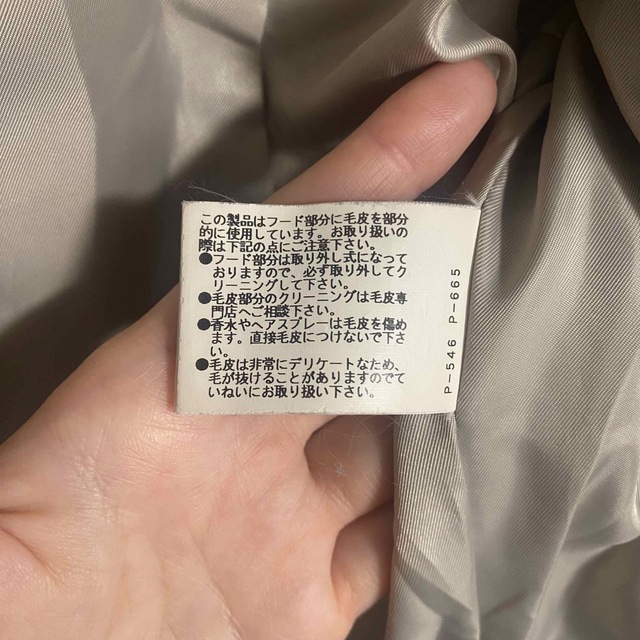 この製品はフード部分に毛皮を部分
的に使用しています。お取り扱いの
際は下記の点にご注意下さい。
●フード部分は取り外し式になって
おりますので、必ず取り外してク
リーニングして下さい。
●毛皮部分のクリーニングは毛皮専
門店へご相談下さい。
●香水やヘアスプレーは毛皮を傷め
ます。直接毛皮につけないで下さ
い。
●毛皮は非常にデリケートなため、
毛が抜けることがありますのでて
いねいにお取り扱い下さい。
P-546 P-665